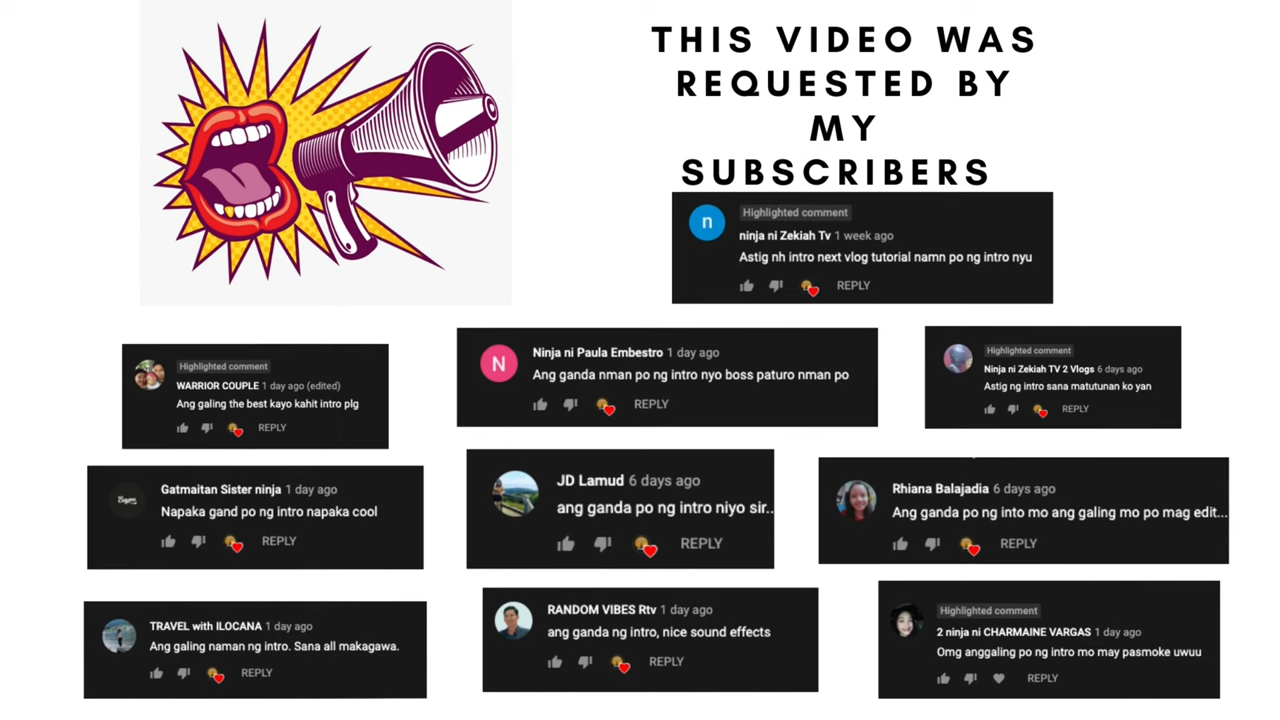 THIS VIDEO WAS
REQUESTED BY
MY
SUBSCRIBERS
n
Highlighted comment
ninja ni Zekiah Tv 1 week ago
Astig nh intro next vlog tutorial namn po ng intro nyu
REPLY
Highlighted comment
WARRIOR COUPLE 1 day ago (edited)
Ang galing the best kayo kahit intro plg
REPLY
N
Ninja ni Paula Embestro 1 day ago
Ang ganda nman po ng intro nyo boss paturo nman po
REPLY
Highlighted comment
Ninja ni Zekiah TV 2 Vlogs 6 days ago
Astig ng intro sana matutunan ko yan
REPLY
Gatmaitan Sister ninja 1 day ago
Napaka gand po ng intro napaka cool
REPLY
JD Lamud 6 days ago
ang ganda po ng intro niyo sir..
REPLY
Rhiana Balajadia 6 days ago
Ang ganda po ng into mo ang galing mo po mag edit...
REPLY
TRAVEL with ILOCANA 1 day ago
Ang galing naman ng intro. Sana all makagawa.
REPLY
RANDOM VIBES Rtv 1 day ago
ang ganda ng intro, nice sound effects
REPLY
Highlighted comment
2 ninja ni CHARMAINE VARGAS 1 day ago
Omg anggaling po ng intro mo may pasmoke uwuu
REPLY